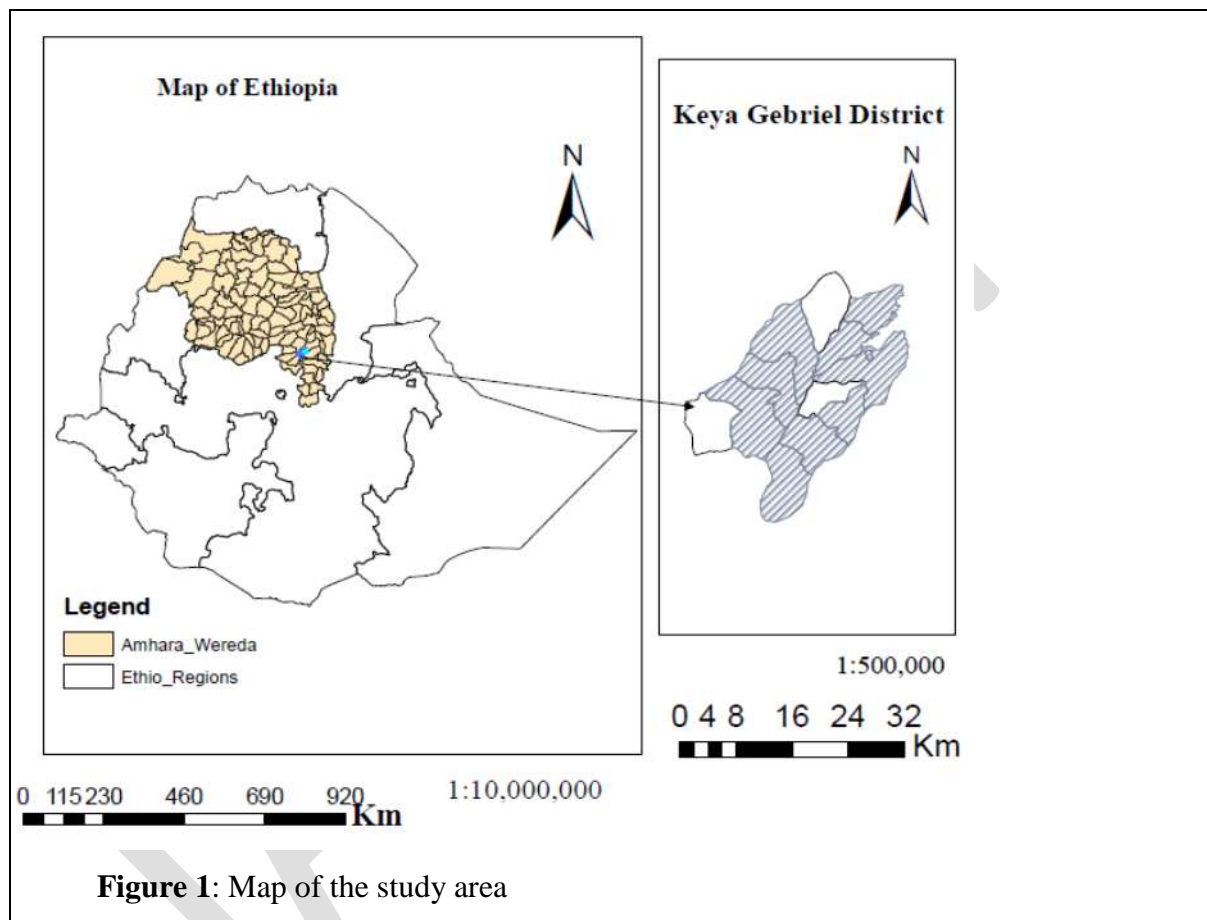 Map of Ethiopia
N
Legend
Amhara_Wereda
Ethio_Regions
0 115 230 460 690 920
Km
1:10,000,000
Keya Gebriel District
N
1:500,000
0 4 8 16 24 32
Km
Figure 1: Map of the study area